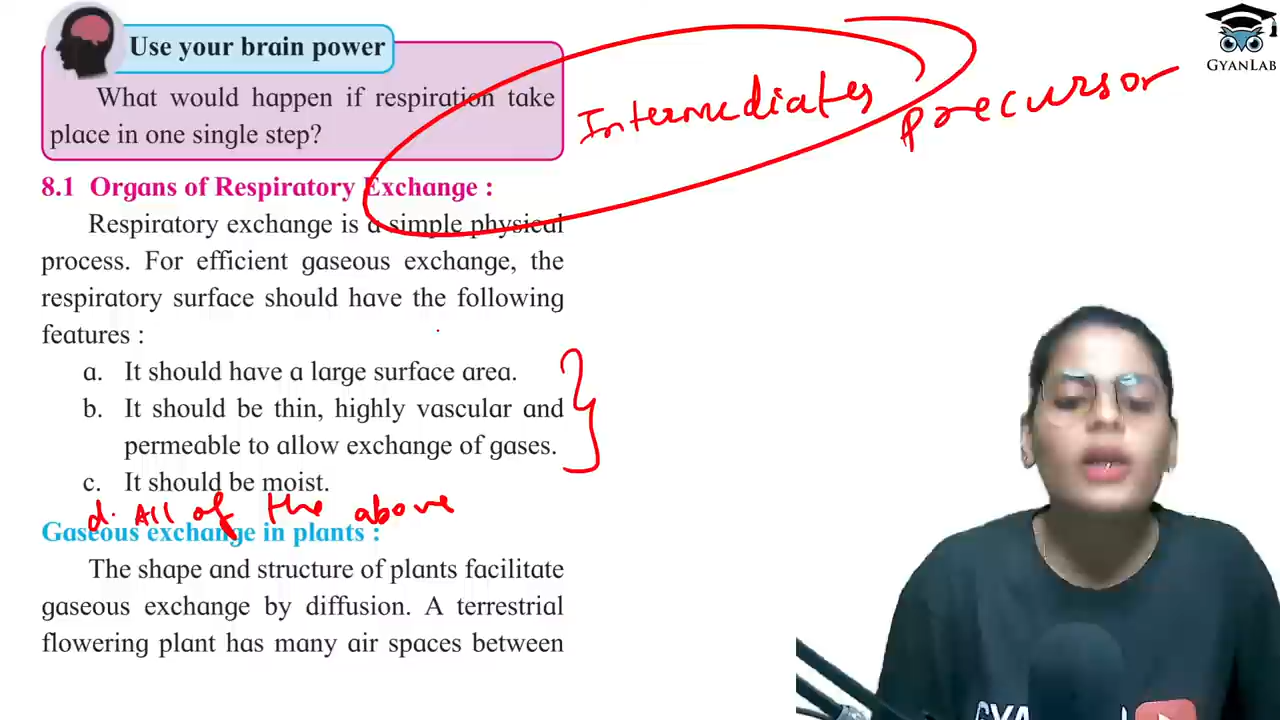 Use your brain power
What would happen if respiration take
place in one single step?
Intermediates
precursor
GYANLAB
8.1 Organs of Respiratory Exchange :
Respiratory exchange is a simple physical
process. For efficient gaseous exchange, the
respiratory surface should have the following
features :
a. It should have a large surface area.
b. It should be thin, highly vascular and
permeable to allow exchange of gases.
c. It should be moist.
d. All of the above
Gaseous exchange in plants :
The shape and structure of plants facilitate
gaseous exchange by diffusion. A terrestrial
flowering plant has many air spaces between